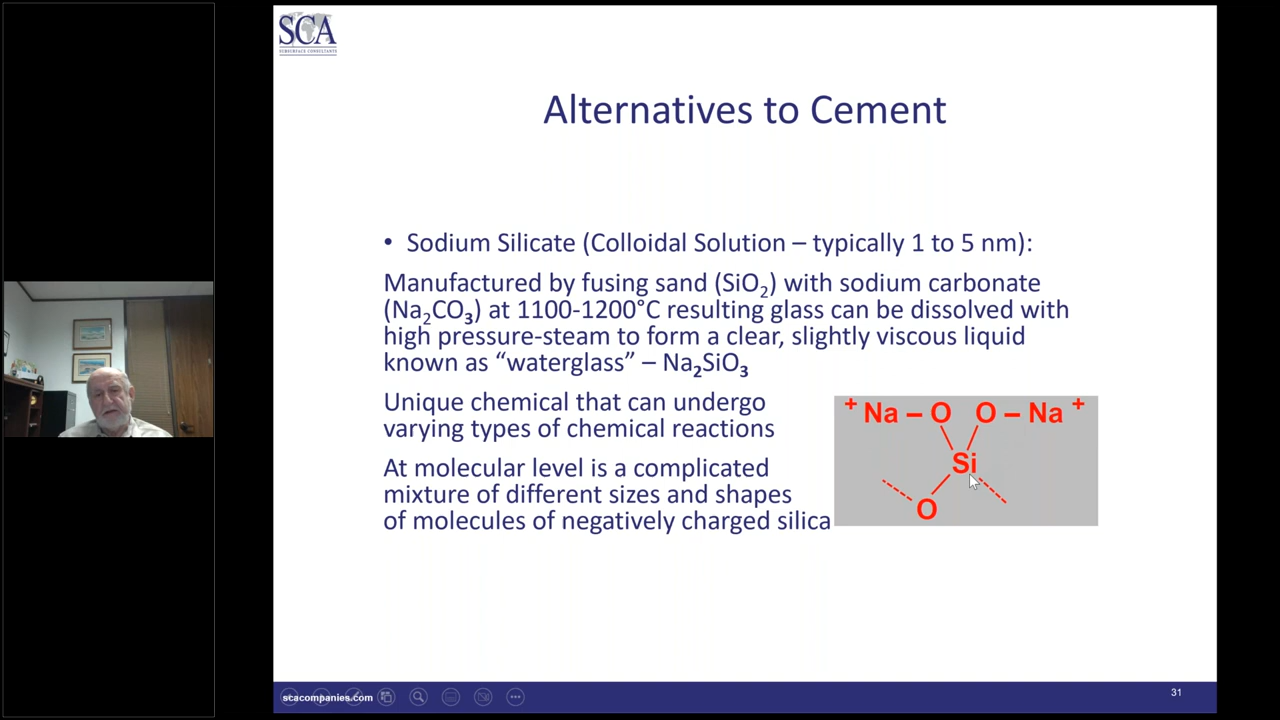 SCA
SUBSURFACE CONSULTANTS
Alternatives to Cement
• Sodium Silicate (Colloidal Solution – typically 1 to 5 nm):
Manufactured by fusing sand (SiO₂) with sodium carbonate
(Na₂CO₃) at 1100-1200°C resulting glass can be dissolved with
high pressure-steam to form a clear, slightly viscous liquid
known as “waterglass” – Na₂SiO₃
Unique chemical that can undergo
varying types of chemical reactions
At molecular level is a complicated
mixture of different sizes and shapes
of molecules of negatively charged silica
⁺Na – O O – Na⁺
Si
O
scacompanies.com
31